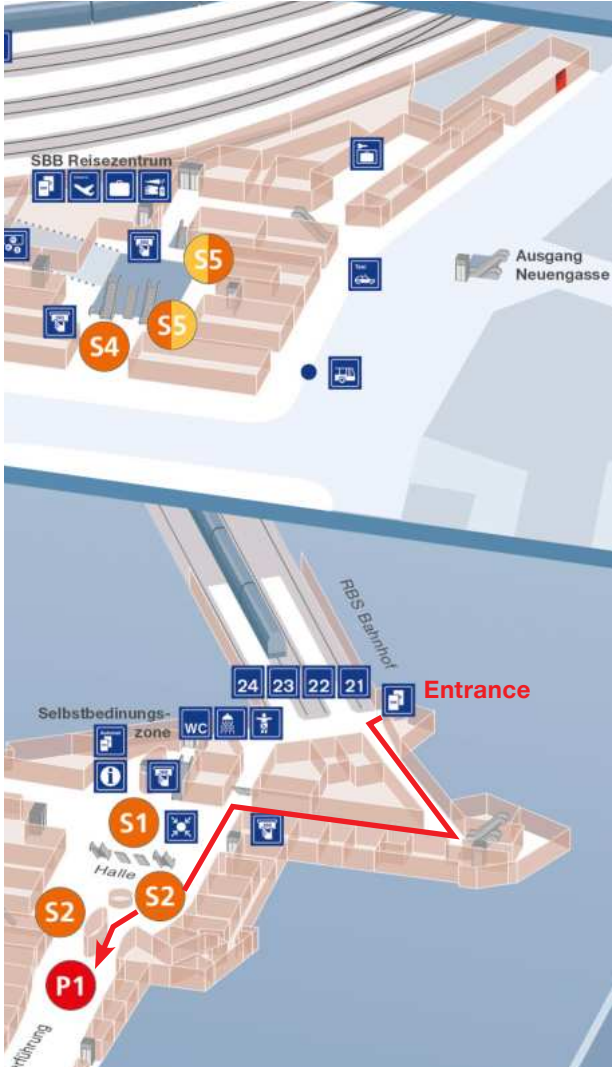 SBB Reisezentrum
S5
S5
S4
Taxi
Ausgang
Neuengasse
RBS Bahnhof
24 23 22 21
Entrance
Selbstbedinungs-
zone
WC
S1
Halle
S2
S2
P1